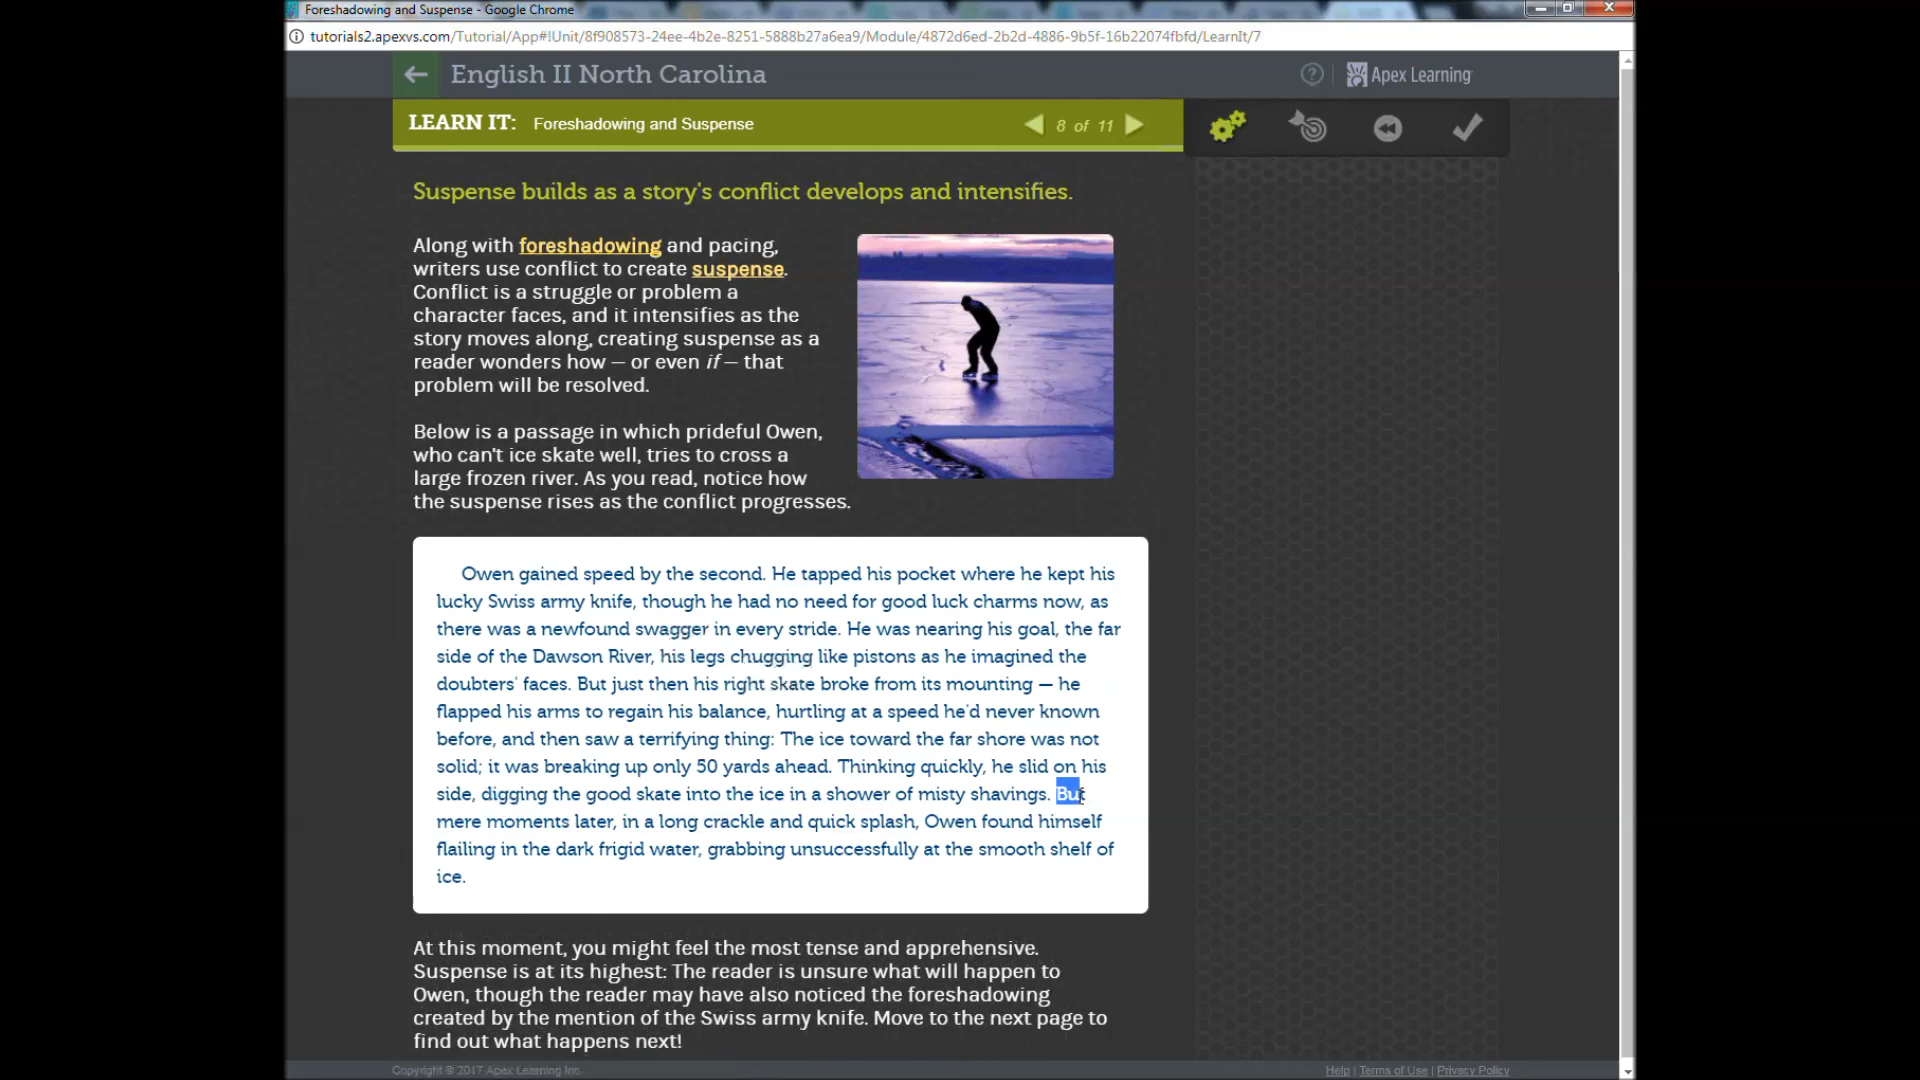 Foreshadowing and Suspense - Google Chrome
tutorials2.apexvs.com/Tutorial/App#!Unit/8f908573-24ee-4b2e-8251-5888b27a6ea9/Module/4872d6ed-2b2d-4886-9b5f-16b22074fbfd/LearnIt/7
English II North Carolina
? Apex Learning
LEARN IT: Foreshadowing and Suspense 8 of 11
Suspense builds as a story's conflict develops and intensifies.
Along with foreshadowing and pacing,
writers use conflict to create suspense.
Conflict is a struggle or problem a
character faces, and it intensifies as the
story moves along, creating suspense as a
reader wonders how — or even if — that
problem will be resolved.
Below is a passage in which prideful Owen,
who can't ice skate well, tries to cross a
large frozen river. As you read, notice how
the suspense rises as the conflict progresses.
Owen gained speed by the second. He tapped his pocket where he kept his
lucky Swiss army knife, though he had no need for good luck charms now, as
there was a newfound swagger in every stride. He was nearing his goal, the far
side of the Dawson River, his legs chugging like pistons as he imagined the
doubters' faces. But just then his right skate broke from its mounting — he
flapped his arms to regain his balance, hurtling at a speed he'd never known
before, and then saw a terrifying thing: The ice toward the far shore was not
solid; it was breaking up only 50 yards ahead. Thinking quickly, he slid on his
side, digging the good skate into the ice in a shower of misty shavings. But
mere moments later, in a long crackle and quick splash, Owen found himself
flailing in the dark frigid water, grabbing unsuccessfully at the smooth shelf of
ice.
At this moment, you might feel the most tense and apprehensive.
Suspense is at its highest: The reader is unsure what will happen to
Owen, though the reader may have also noticed the foreshadowing
created by the mention of the Swiss army knife. Move to the next page to
find out what happens next!
Copyright © 2017 Apex Learning Inc.
Help | Terms of Use | Privacy Policy